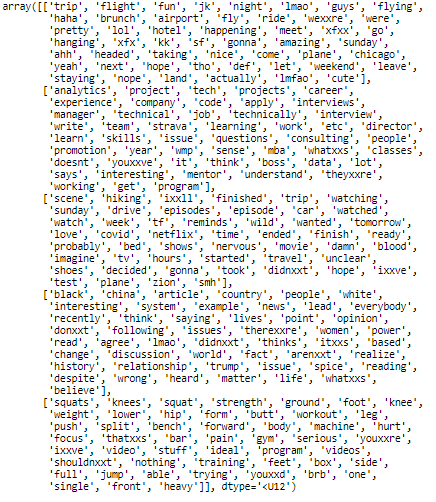 array([['trip', 'flight', 'fun', 'jk', 'night', 'lmao', 'guys', 'flying',
'haha', 'brunch', 'airport', 'fly', 'ride', 'wexxre', 'were',
'pretty', 'lol', 'hotel', 'happening', 'meet', 'xfxx', 'go',
'hanging', 'xfx', 'kk', 'sf', 'gonna', 'amazing', 'sunday',
'ahh', 'headed', 'taking', 'nice', 'come', 'plane', 'chicago',
'yeah', 'next', 'hope', 'tho', 'def', 'let', 'weekend', 'leave',
'staying', 'nope', 'land', 'actually', 'lmfao', 'cute'],
['analytics', 'project', 'tech', 'projects', 'career',
'experience', 'company', 'code', 'apply', 'interviews',
'manager', 'technical', 'job', 'technically', 'interview',
'write', 'team', 'strava', 'learning', 'work', 'etc', 'director',
'learn', 'skills', 'issue', 'questions', 'consulting', 'people',
'promotion', 'year', 'wmp', 'sense', 'mba', 'whatxxs', 'classes',
'doesnt', 'youxxve', 'it', 'think', 'boss', 'data', 'lot',
'says', 'interesting', 'mentor', 'understand', 'theyxxre',
'working', 'get', 'program'],
['scene', 'hiking', 'ixxll', 'finished', 'trip', 'watching',
'sunday', 'drive', 'episodes', 'episode', 'car', 'watched',
'watch', 'week', 'tf', 'reminds', 'wild', 'wanted', 'tomorrow',
'love', 'covid', 'netflix', 'time', 'ended', 'finish', 'ready',
'probably', 'bed', 'shows', 'nervous', 'movie', 'damn', 'blood',
'imagine', 'tv', 'hours', 'started', 'travel', 'unclear',
'shoes', 'decided', 'gonna', 'took', 'didnxxt', 'hope', 'ixxve',
'test', 'plane', 'zion', 'smh'],
['black', 'china', 'article', 'country', 'people', 'white',
'interesting', 'system', 'example', 'news', 'lead', 'everybody',
'recently', 'think', 'saying', 'lives', 'point', 'opinion',
'donxxt', 'following', 'issues', 'therexxre', 'women', 'power',
'read', 'agree', 'lmao', 'didnxxt', 'thinks', 'itxxs', 'based',
'change', 'discussion', 'world', 'fact', 'arenxxt', 'realize',
'history', 'relationship', 'trump', 'issue', 'spice', 'reading',
'despite', 'wrong', 'heard', 'matter', 'life', 'whatxxs',
'believe'],
['squats', 'knees', 'squat', 'strength', 'ground', 'foot', 'knee',
'weight', 'lower', 'hip', 'form', 'butt', 'workout', 'leg',
'push', 'split', 'bench', 'forward', 'body', 'machine', 'hurt',
'focus', 'thatxxs', 'bar', 'pain', 'gym', 'serious', 'youxxre',
'ixxve', 'video', 'stuff', 'ideal', 'program', 'videos',
'shouldnxxt', 'nothing', 'training', 'feet', 'box', 'side',
'full', 'jump', 'able', 'trying', 'youxxd', 'brb', 'one',
'single', 'front', 'heavy']], dtype='<U12')